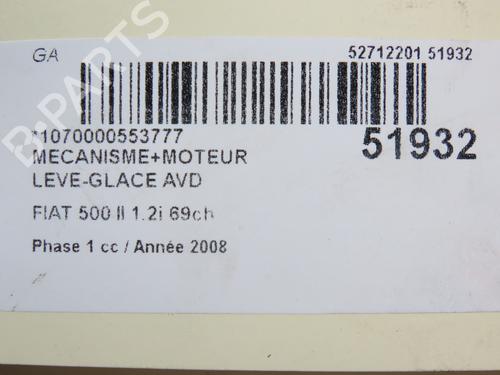 GA
52712201 51932
*1070000553777
51932
MECANISME+MOTEUR
LEVE-GLACE AVD
FIAT 500 II 1.2i 69ch
Phase 1 cc / Année 2008
B-PARTS